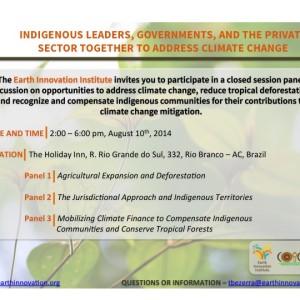 INDIGENOUS LEADERS, GOVERNMENTS, AND THE PRIVAT
SECTOR TOGETHER TO ADDRESS CLIMATE CHANGE
The Earth Innovation Institute invites you to participate in a closed session pane
cussion on opportunities to address climate change, reduce tropical deforestati
nd recognize and compensate indigenous communities for their contributions t
climate change mitigation.
E AND TIME 2:00 – 6:00 pm, August 10th, 2014
ATION The Holiday Inn, R. Rio Grande do Sul, 332, Rio Branco – AC, Brazil
Panel 1 Agricultural Expansion and Deforestation
Panel 2 The Jurisdictional Approach and Indigenous Territories
Panel 3 Mobilizing Climate Finance to Compensate Indigenous
Communities and Conserve Tropical Forests
Earth
Innovation
Institute
earthinnovation.org QUESTIONS OR INFORMATION – tbezerra@earthinnov